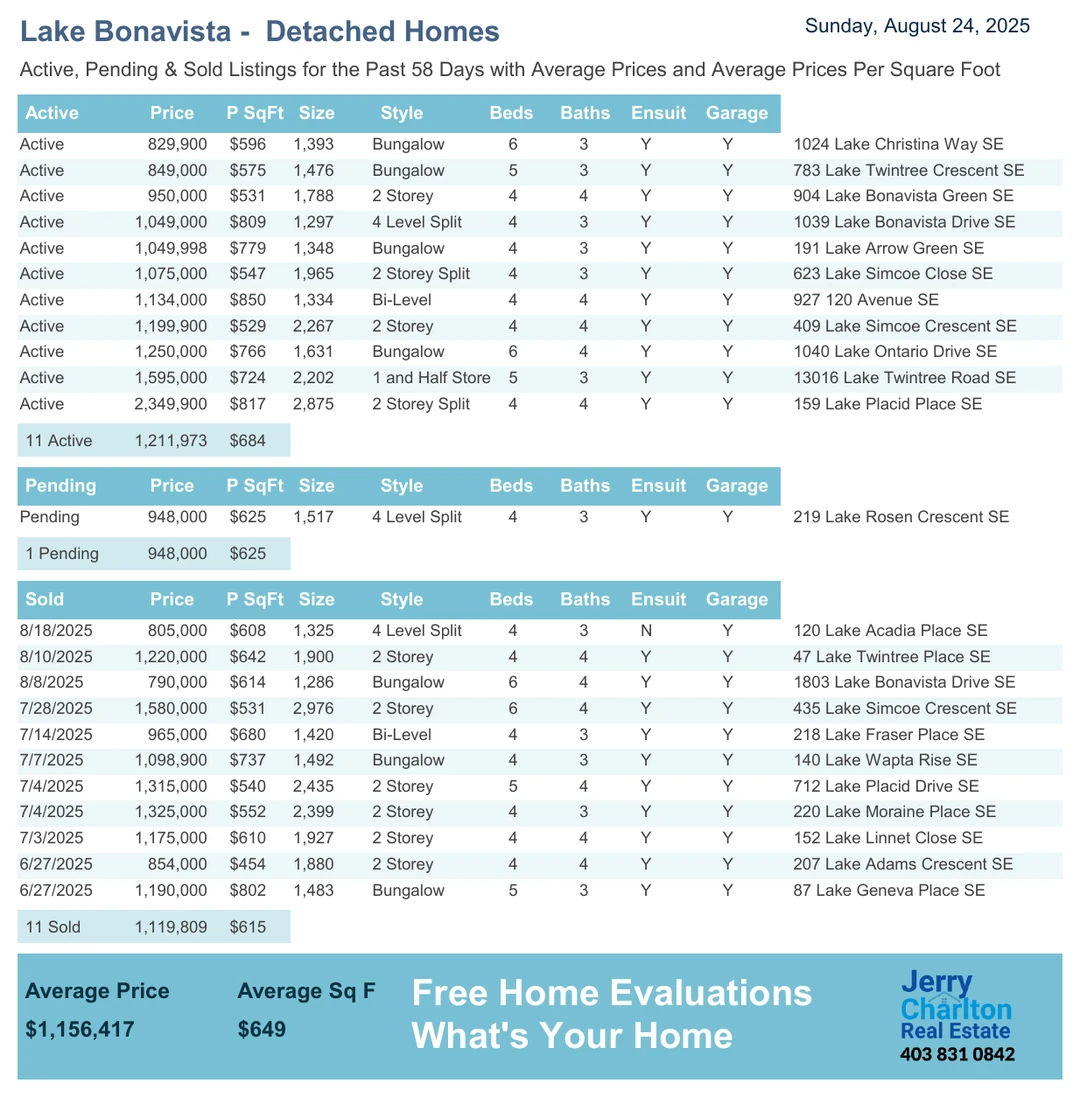 Lake Bonavista -  Detached Homes Sunday, August 24, 2025
Active, Pending & Sold Listings for the Past 58 Days with Average Prices and Average Prices Per Square Foot
Active Price P SqFt Size Style Beds Baths Ensuit Garage
Active 829,900 $596 1,393 Bungalow 6 3 Y Y 1024 Lake Christina Way SE
Active 849,000 $575 1,476 Bungalow 5 3 Y Y 783 Lake Twintree Crescent SE
Active 950,000 $531 1,788 2 Storey 4 4 Y Y 904 Lake Bonavista Green SE
Active 1,049,000 $809 1,297 4 Level Split 4 3 Y Y 1039 Lake Bonavista Drive SE
Active 1,049,998 $779 1,348 Bungalow 4 3 Y Y 191 Lake Arrow Green SE
Active 1,075,000 $547 1,965 2 Storey Split 4 3 Y Y 623 Lake Simcoe Close SE
Active 1,134,000 $850 1,334 Bi-Level 4 4 Y Y 927 120 Avenue SE
Active 1,199,900 $529 2,267 2 Storey 4 4 Y Y 409 Lake Simcoe Crescent SE
Active 1,250,000 $766 1,631 Bungalow 6 4 Y Y 1040 Lake Ontario Drive SE
Active 1,595,000 $724 2,202 1 and Half Store 5 3 Y Y 13016 Lake Twintree Road SE
Active 2,349,900 $817 2,875 2 Storey Split 4 4 Y Y 159 Lake Placid Place SE
11 Active 1,211,973 $684
Pending Price P SqFt Size Style Beds Baths Ensuit Garage
Pending 948,000 $625 1,517 4 Level Split 4 3 Y Y 219 Lake Rosen Crescent SE
1 Pending 948,000 $625
Sold Price P SqFt Size Style Beds Baths Ensuit Garage
8/18/2025 805,000 $608 1,325 4 Level Split 4 3 N Y 120 Lake Acadia Place SE
8/10/2025 1,220,000 $642 1,900 2 Storey 4 4 Y Y 47 Lake Twintree Place SE
8/8/2025 790,000 $614 1,286 Bungalow 6 4 Y Y 1803 Lake Bonavista Drive SE
7/28/2025 1,580,000 $531 2,976 2 Storey 6 4 Y Y 435 Lake Simcoe Crescent SE
7/14/2025 965,000 $680 1,420 Bi-Level 4 3 Y Y 218 Lake Fraser Place SE
7/7/2025 1,098,900 $737 1,492 Bungalow 4 3 Y Y 140 Lake Wapta Rise SE
7/4/2025 1,315,000 $540 2,435 2 Storey 5 4 Y Y 712 Lake Placid Drive SE
7/4/2025 1,325,000 $552 2,399 2 Storey 4 3 Y Y 220 Lake Moraine Place SE
7/3/2025 1,175,000 $610 1,927 2 Storey 4 4 Y Y 152 Lake Linnet Close SE
6/27/2025 854,000 $454 1,880 2 Storey 4 4 Y Y 207 Lake Adams Crescent SE
6/27/2025 1,190,000 $802 1,483 Bungalow 5 3 Y Y 87 Lake Geneva Place SE
11 Sold 1,119,809 $615
Average Price Average Sq F
$1,156,417 $649
Free Home Evaluations
What's Your Home
Jerry
Charlton
Real Estate
403 831 0842